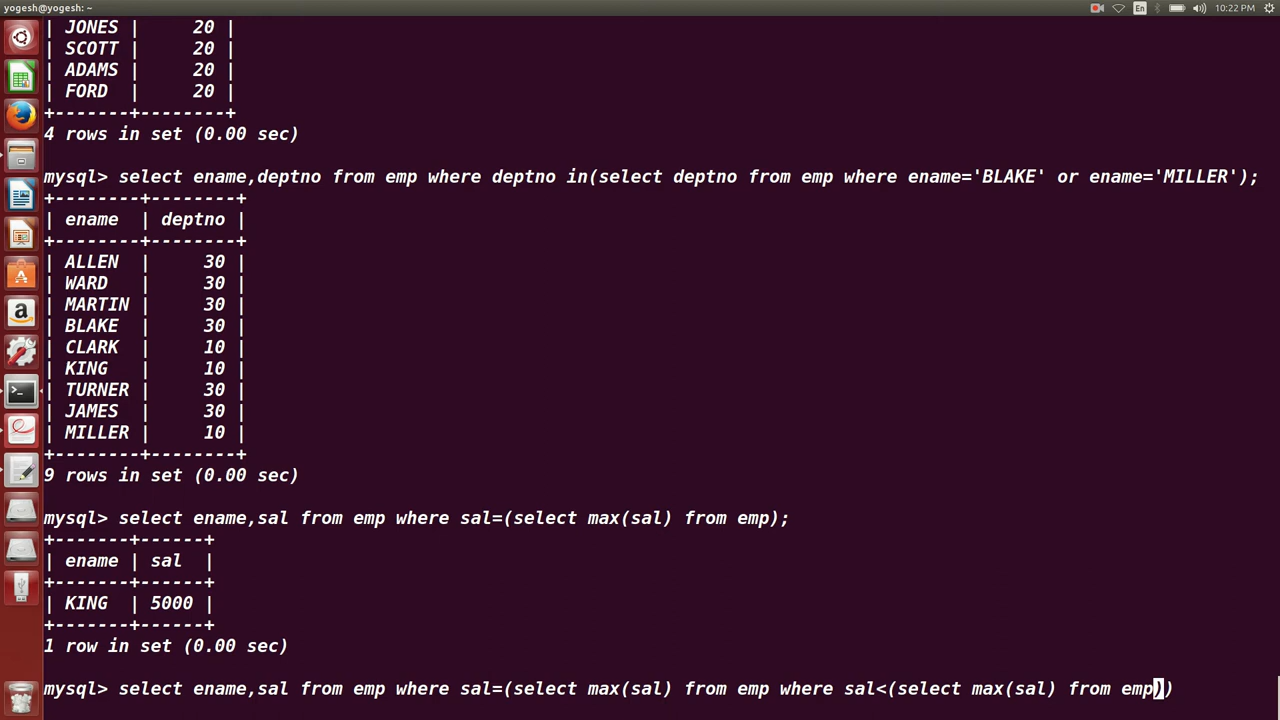 yogesh@yogesh: ~
En
10:22 PM
| JONES |     20 |
| SCOTT |     20 |
| ADAMS |     20 |
| FORD  |     20 |
+-------+--------+
4 rows in set (0.00 sec)
mysql> select ename,deptno from emp where deptno in(select deptno from emp where ename='BLAKE' or ename='MILLER');
+--------+--------+
| ename  | deptno |
+--------+--------+
| ALLEN  |     30 |
| WARD   |     30 |
| MARTIN |     30 |
| BLAKE  |     30 |
| CLARK  |     10 |
| KING   |     10 |
| TURNER |     30 |
| JAMES  |     30 |
| MILLER |     10 |
+--------+--------+
9 rows in set (0.00 sec)
mysql> select ename,sal from emp where sal=(select max(sal) from emp);
+-------+------+
| ename | sal  |
+-------+------+
| KING  | 5000 |
+-------+------+
1 row in set (0.00 sec)
mysql> select ename,sal from emp where sal=(select max(sal) from emp where sal<(select max(sal) from emp))